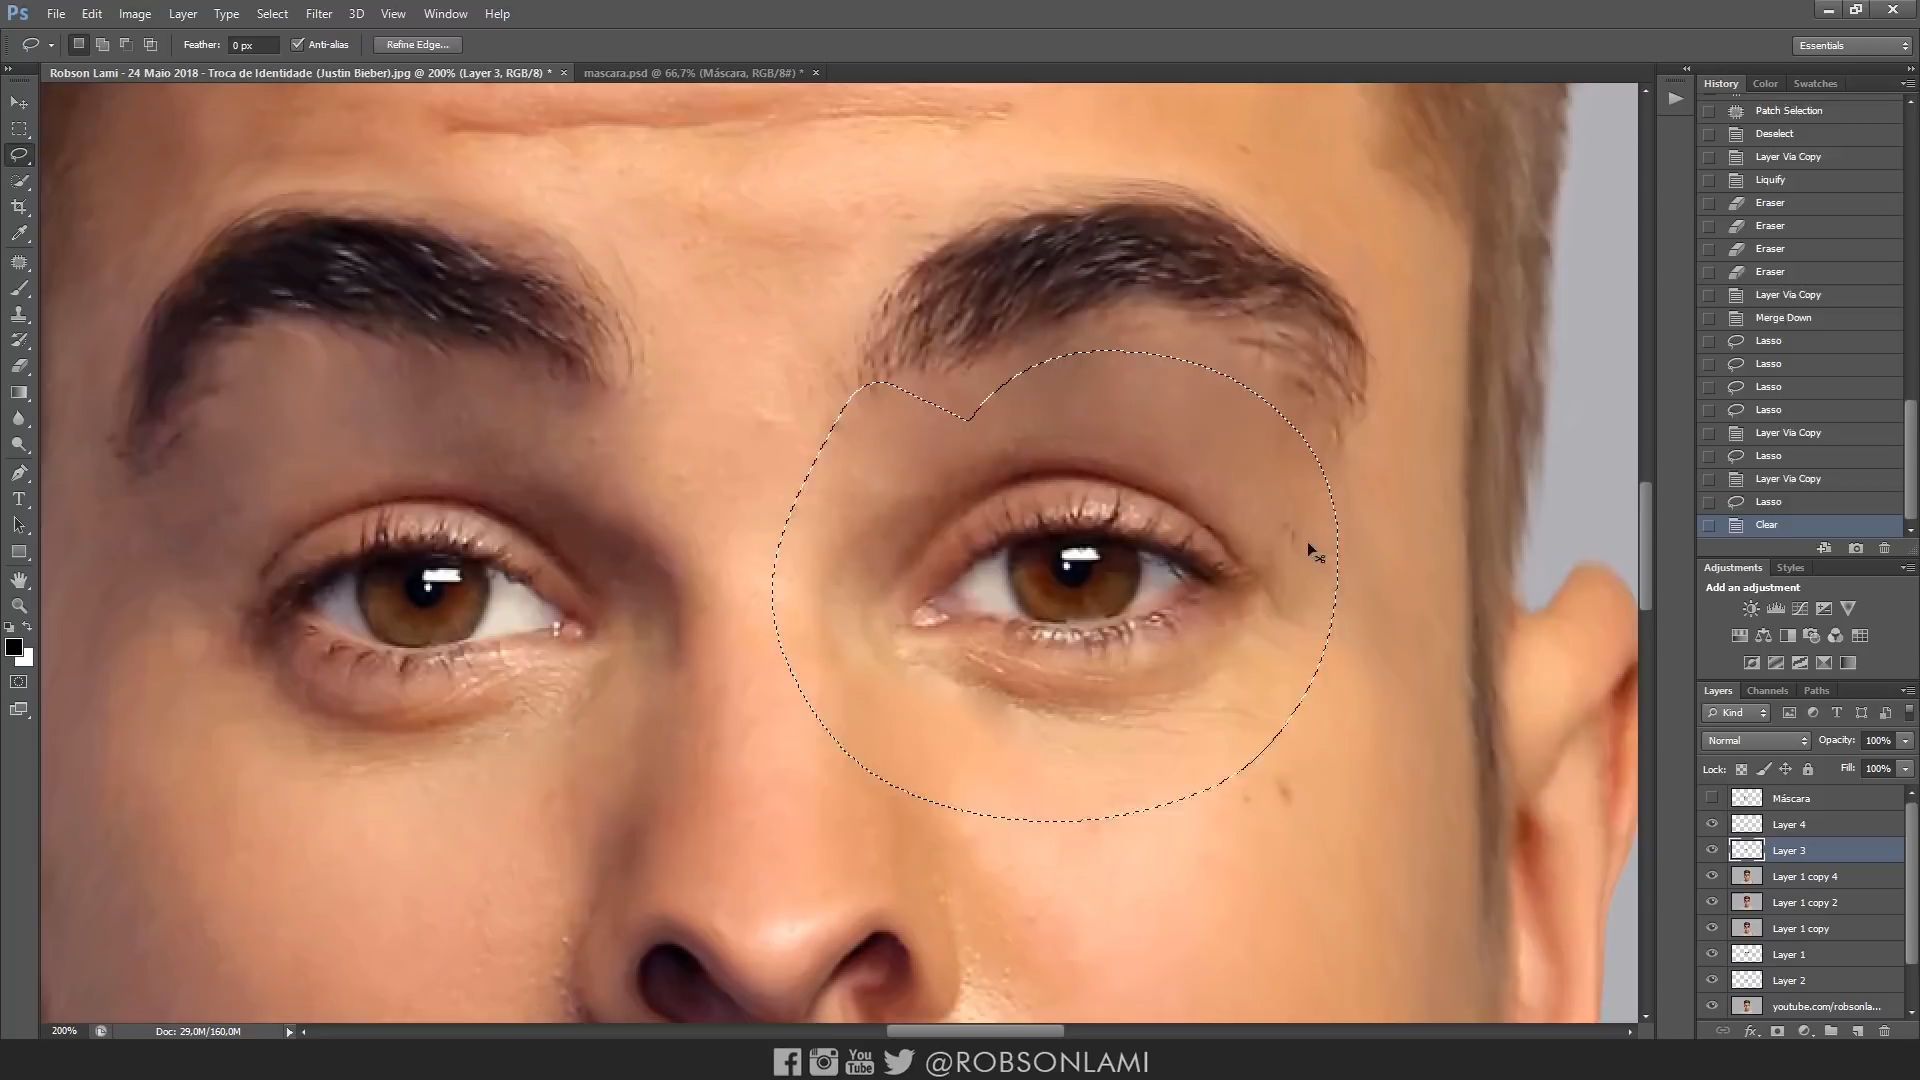 Ps File Edit Image Layer Type Select Filter 3D View Window Help
Feather: 0 px Anti-alias Refine Edge... Essentials
Robson Lami - 24 Maio 2018 - Troca de Identidade (Justin Bieber).jpg @ 200% (Layer 3, RGB/8) * mascara.psd @ 66,7% (Máscara, RGB/8#) *
History Color Swatches
Patch Selection
Deselect
Layer Via Copy
Liquify
Eraser
Eraser
Eraser
Eraser
Layer Via Copy
Merge Down
Lasso
Lasso
Lasso
Lasso
Layer Via Copy
Lasso
Layer Via Copy
Lasso
Clear
Adjustments Styles
Add an adjustment
Layers Channels Paths
Kind
Normal Opacity: 100%
Lock: Fill: 100%
Máscara
Layer 4
Layer 3
Layer 1 copy 4
Layer 1 copy 2
Layer 1 copy
Layer 1
Layer 2
youtube.com/robsonla...
200% Doc: 29,0M/160,0M
You Tube @ROBSONLAMI